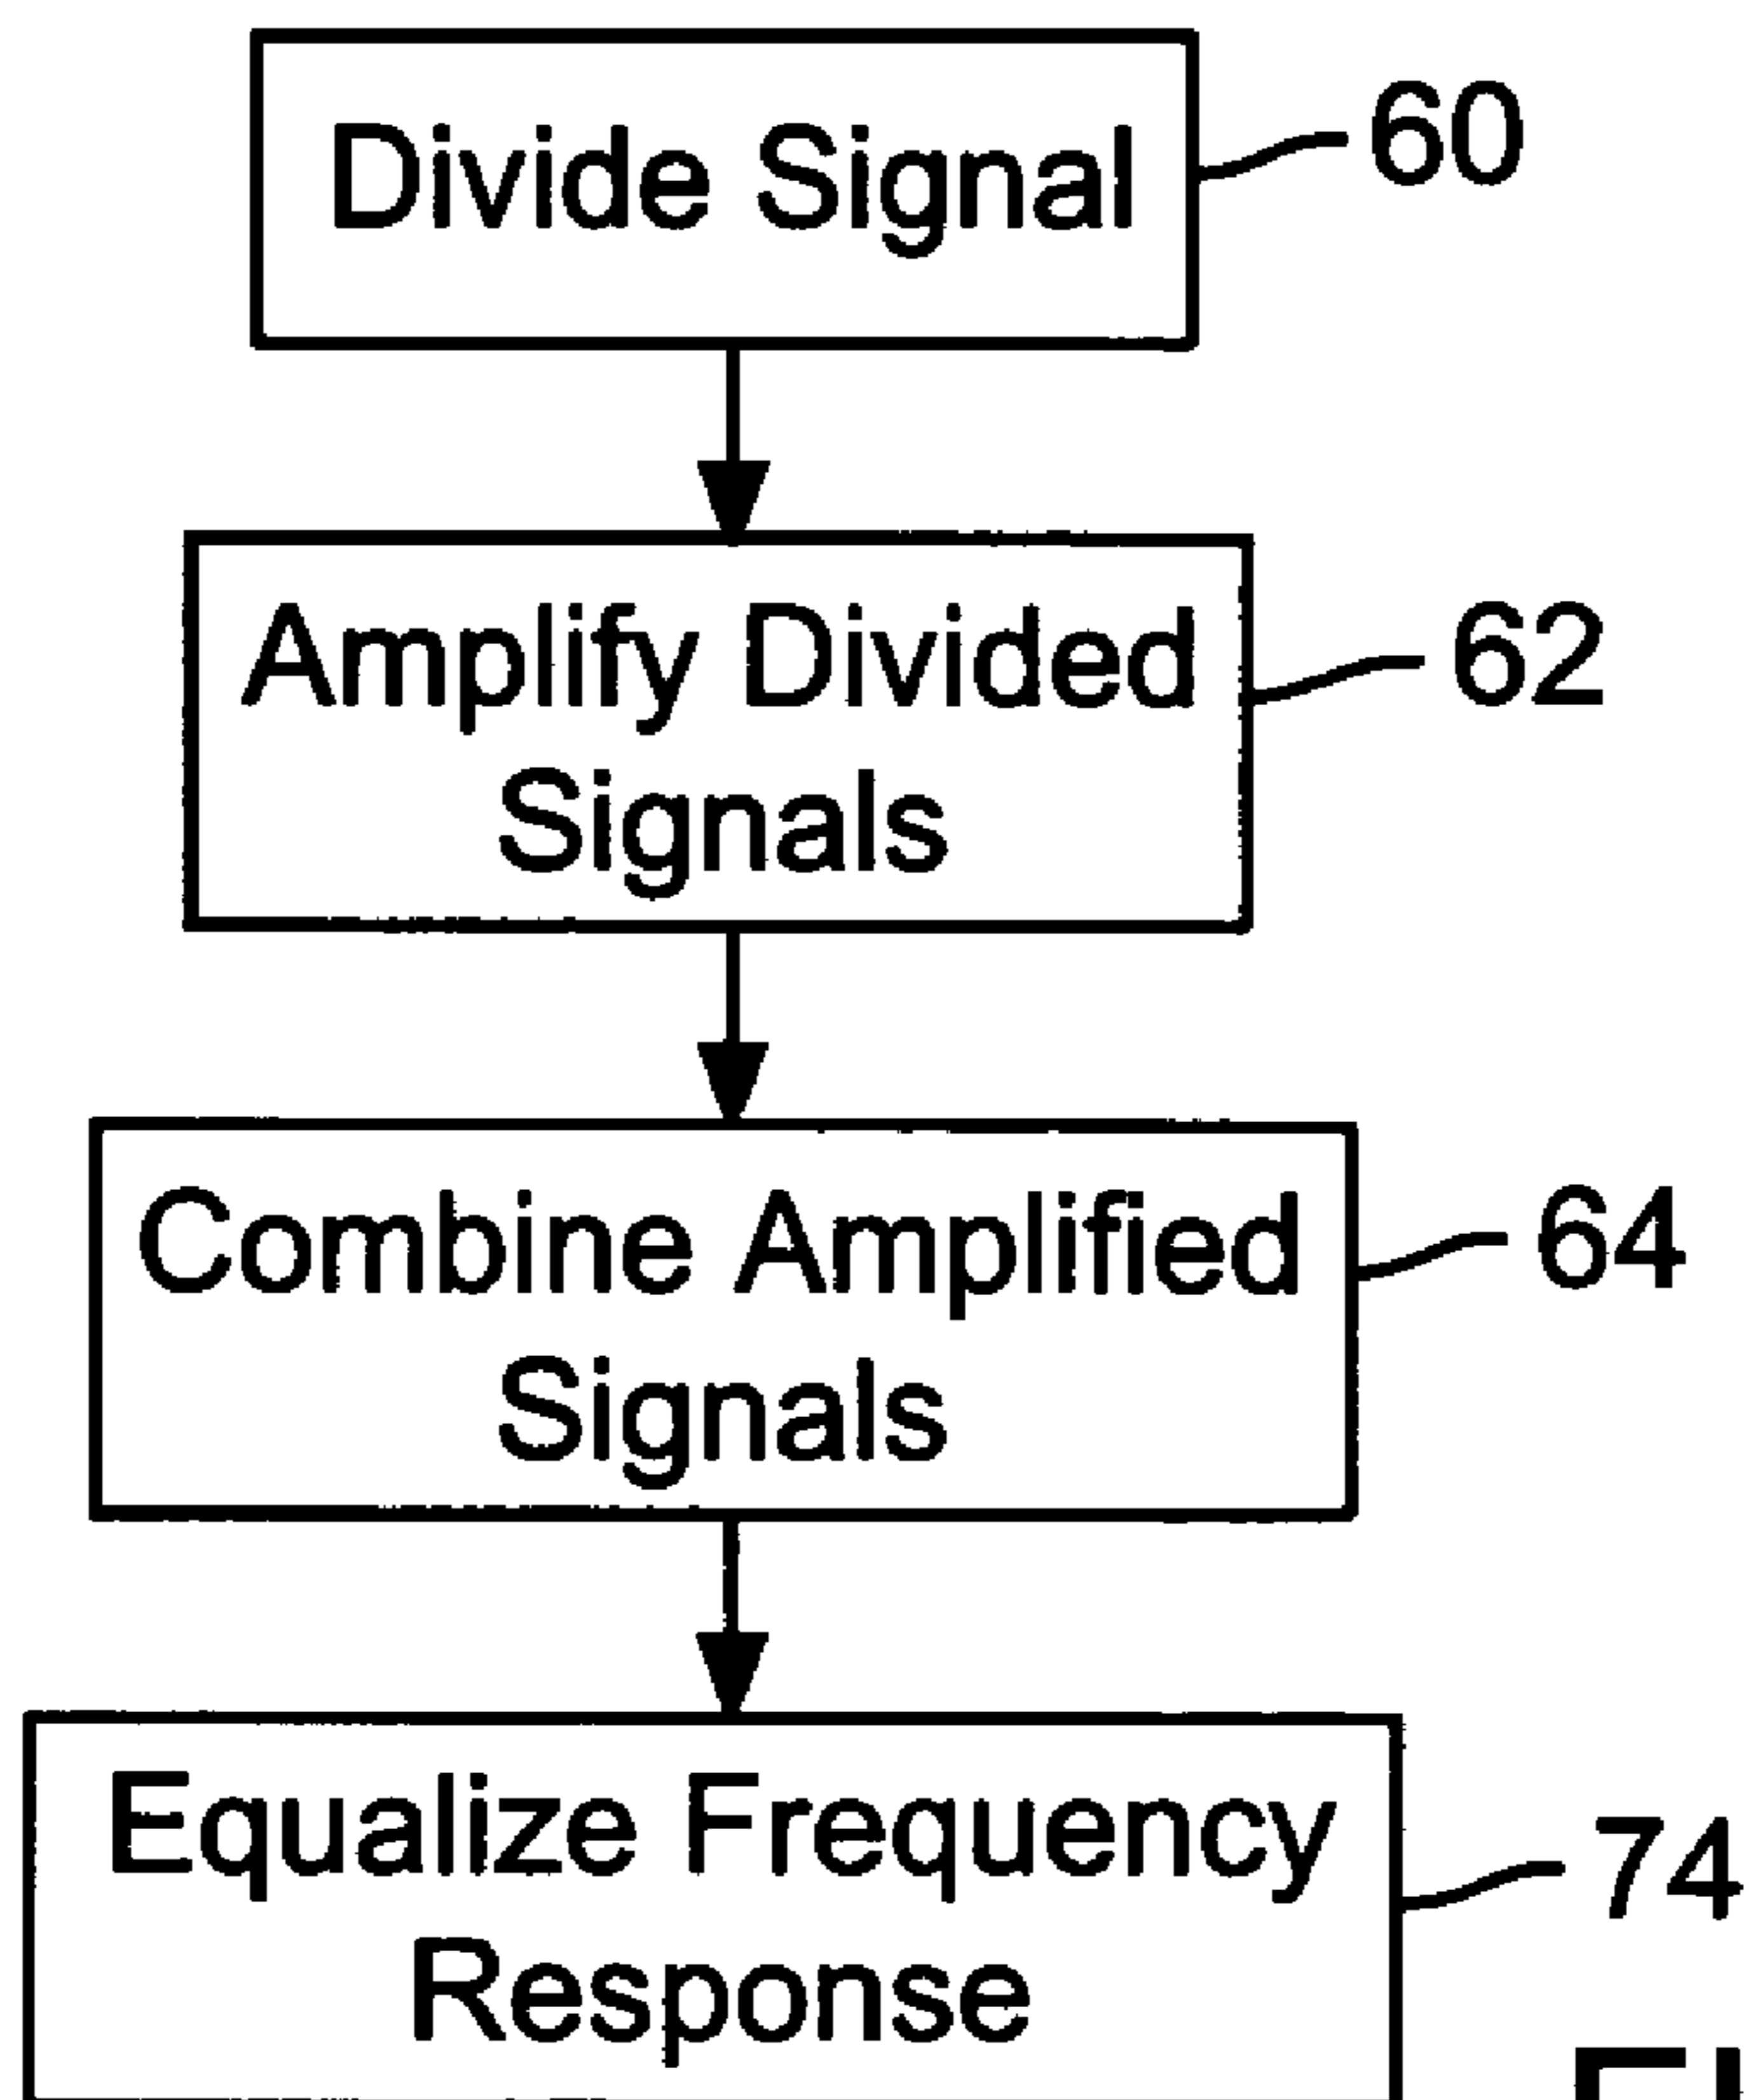 Divide Signal
60
Amplify Divided
Signals
62
Combine Amplified
Signals
64
Equalize Frequency
Response
74